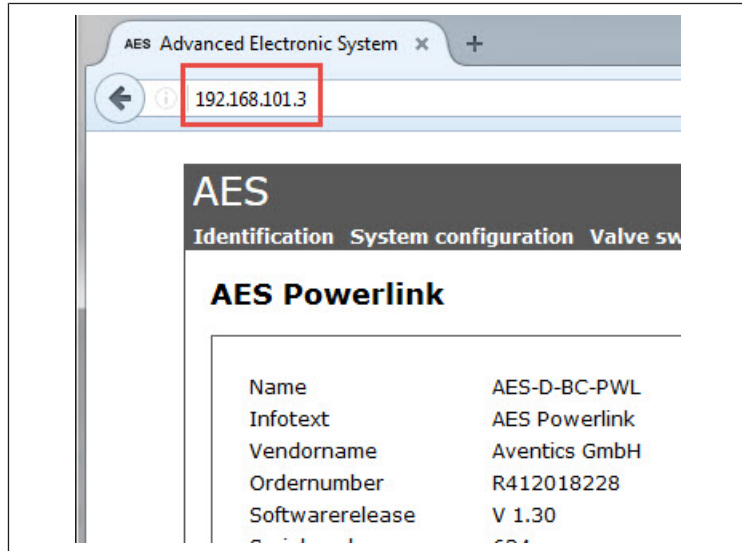 AES Advanced Electronic System
192.168.101.3
AES
Identification System configuration Valve
AES Powerlink
Name AES-D-BC-PWL
Infotext AES Powerlink
Vendorname Aventics GmbH
Ordernumber R412018228
Softwarerelease V 1.30